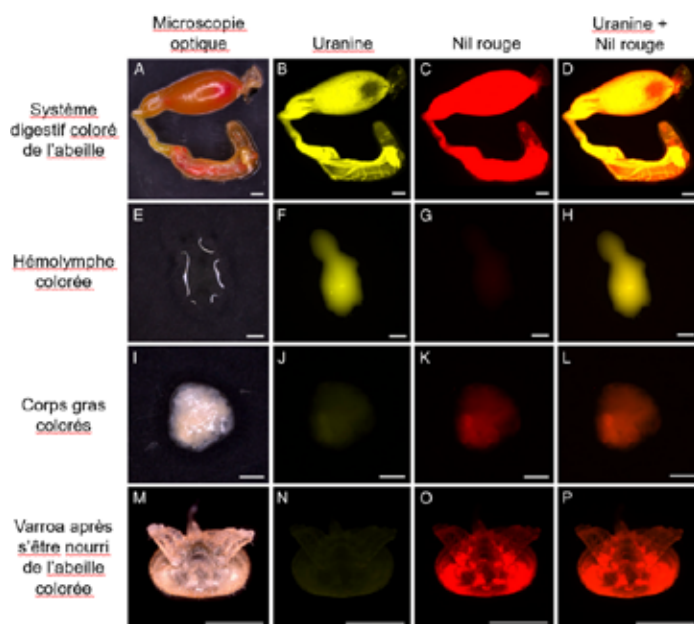 Microscopie
optique
Uranine
Nil rouge
Uranine +
Nil rouge
Système
digestif coloré
de l'abeille
A
B
C
D
Hémolymphe
colorée
E
F
G
H
Corps gras
colorés
I
J
K
L
Varroa après
s'être nourri
de l'abeille
colorée
M
N
O
P